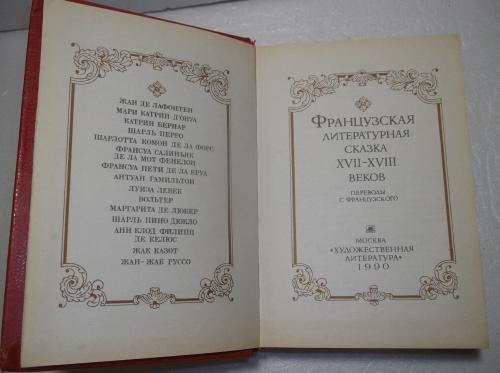 ЖАН ДЕ ЛАФОНТЕН
МАРИ КАТРИН Д'ОНУА
КАТРИН БЕРНАР
ШАРЛЬ ПЕРРО
ШАРЛОТТА КОМОН ДЕ ЛА ФОРС
ФРАНСУА САЛИНЬЯК
ДЕ ЛА МОТ ФЕНЕЛОН
ФРАНСУА ПЕТИ ДЕ ЛА КРУА
АНТУАН ГАМИЛЬТОН
ЛУИЗА ЛЕВЕК
ВОЛЬТЕР
МАРГАРИТА ДЕ ЛЮБЕР
ШАРЛЬ ПИНО ДЮКЛО
АНН КЛОД ФИЛИПП
ДЕ КЕЛЮС
ЖАК КАЗОТ
ЖАН-ЖАК РУССО
ФРАНЦУЗСКАЯ
ЛИТЕРАТУРНАЯ
СКАЗКА
XVII–XVIII
ВЕКОВ
ПЕРЕВОДЫ
С ФРАНЦУЗСКОГО
МОСКВА
«ХУДОЖЕСТВЕННАЯ
ЛИТЕРАТУРА»
1990